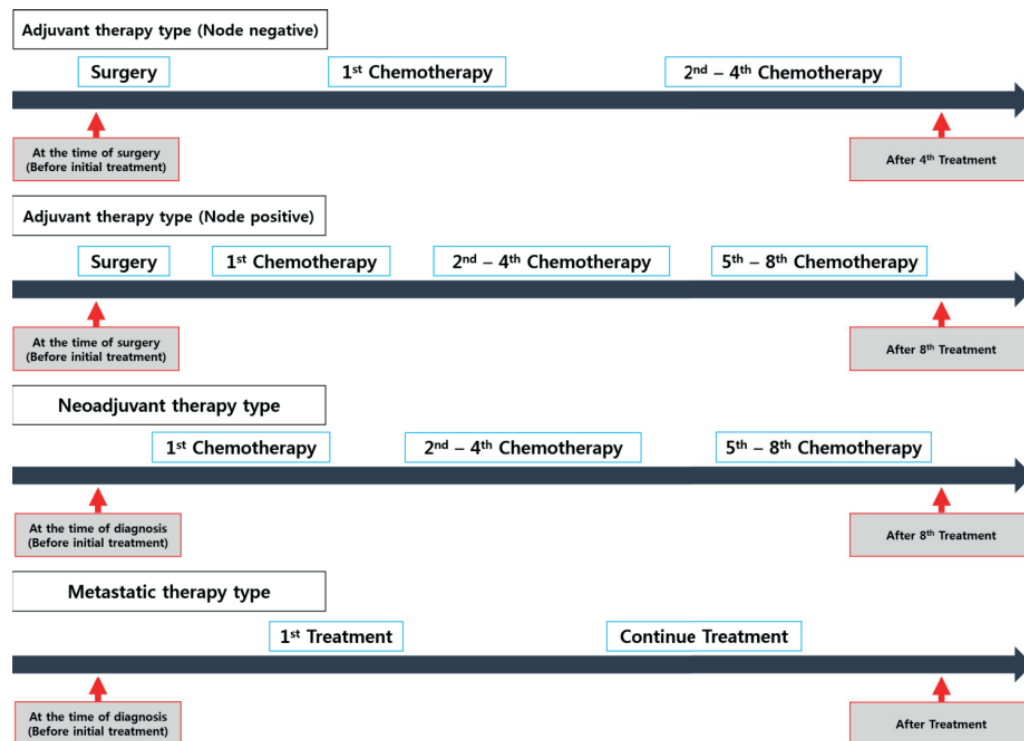 Adjuvant therapy type (Node negative)
Surgery
1st Chemotherapy
2nd – 4th Chemotherapy
At the time of surgery
(Before initial treatment)
After 4th Treatment
Adjuvant therapy type (Node positive)
Surgery
1st Chemotherapy
2nd – 4th Chemotherapy
5th – 8th Chemotherapy
At the time of surgery
(Before initial treatment)
After 8th Treatment
Neoadjuvant therapy type
1st Chemotherapy
2nd – 4th Chemotherapy
5th – 8th Chemotherapy
At the time of diagnosis
(Before initial treatment)
After 8th Treatment
Metastatic therapy type
1st Treatment
Continue Treatment
At the time of diagnosis
(Before initial treatment)
After Treatment